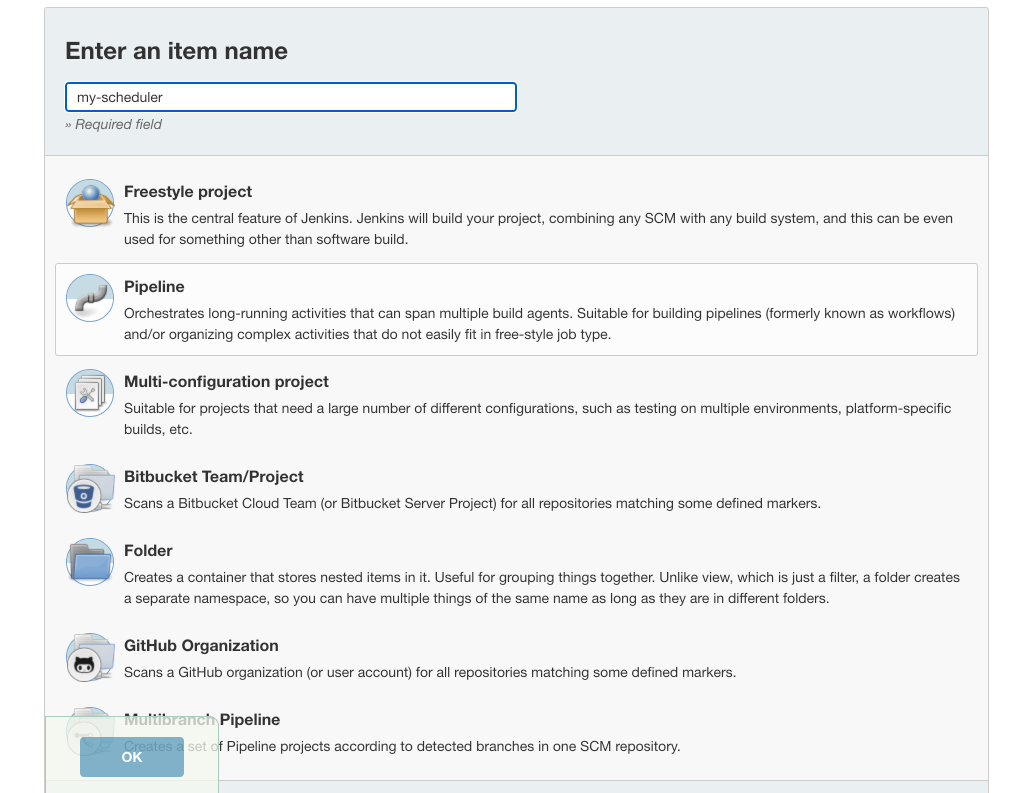 Enter an item name
my-scheduler
» Required field
Freestyle project
This is the central feature of Jenkins. Jenkins will build your project, combining any SCM with any build system, and this can be even
used for something other than software build.
Pipeline
Orchestrates long-running activities that can span multiple build agents. Suitable for building pipelines (formerly known as workflows)
and/or organizing complex activities that do not easily fit in free-style job type.
Multi-configuration project
Suitable for projects that need a large number of different configurations, such as testing on multiple environments, platform-specific
builds, etc.
Bitbucket Team/Project
Scans a Bitbucket Cloud Team (or Bitbucket Server Project) for all repositories matching some defined markers.
Folder
Creates a container that stores nested items in it. Useful for grouping things together. Unlike view, which is just a filter, a folder creates
a separate namespace, so you can have multiple things of the same name as long as they are in different folders.
GitHub Organization
Scans a GitHub organization (or user account) for all repositories matching some defined markers.
Multibranch Pipeline
Creates a set of Pipeline projects according to detected branches in one SCM repository.
OK